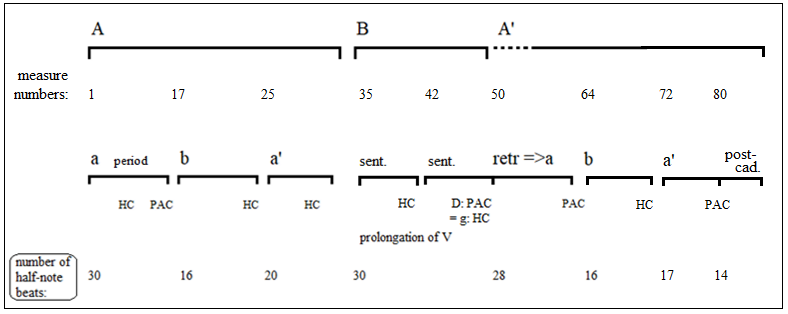 A B A'
measure
numbers: 1 17 25 35 42 50 64 72 80
a period b a' sent. sent. retr =>a b a' post-
cad.
HC PAC HC HC HC D: PAC PAC HC PAC
= g: HC
prolongation of V
number of
half-note
beats: 30 16 20 30 28 16 17 14